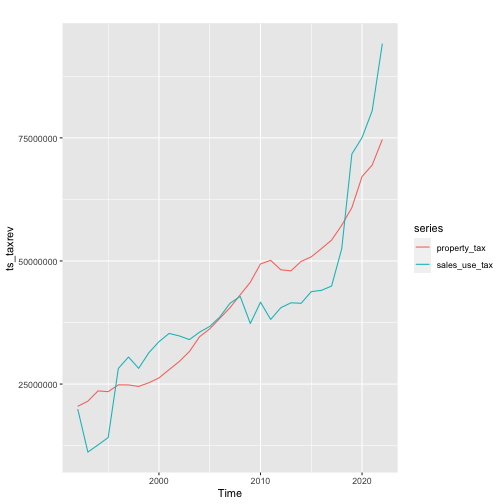 75000000
50000000
25000000
ts_taxrev
2000
2010
2020
Time
series
property_tax
sales_use_tax